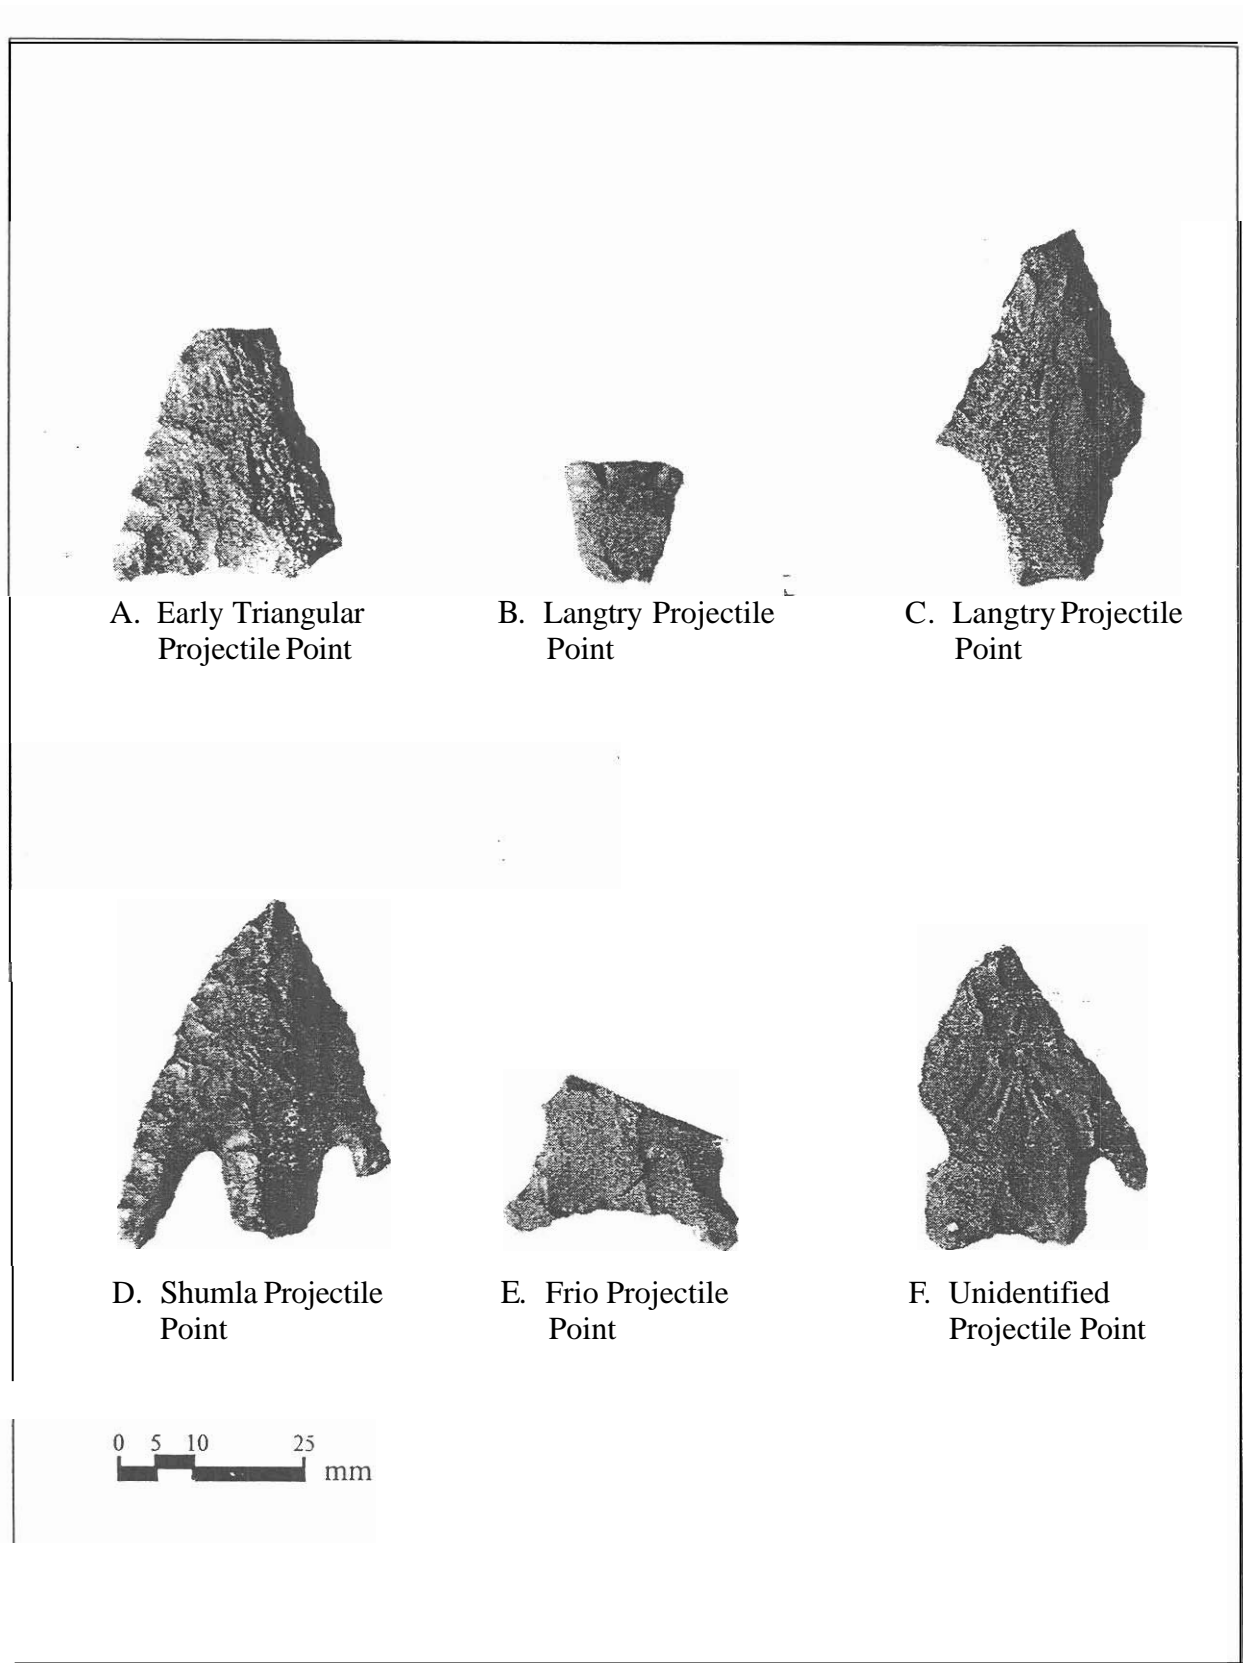 A. Early Triangular
Projectile Point
B. Langtry Projectile
Point
C. Langtry Projectile
Point
D. Shumla Projectile
Point
E. Frio Projectile
Point
F. Unidentified
Projectile Point
0 5 10 25
mm